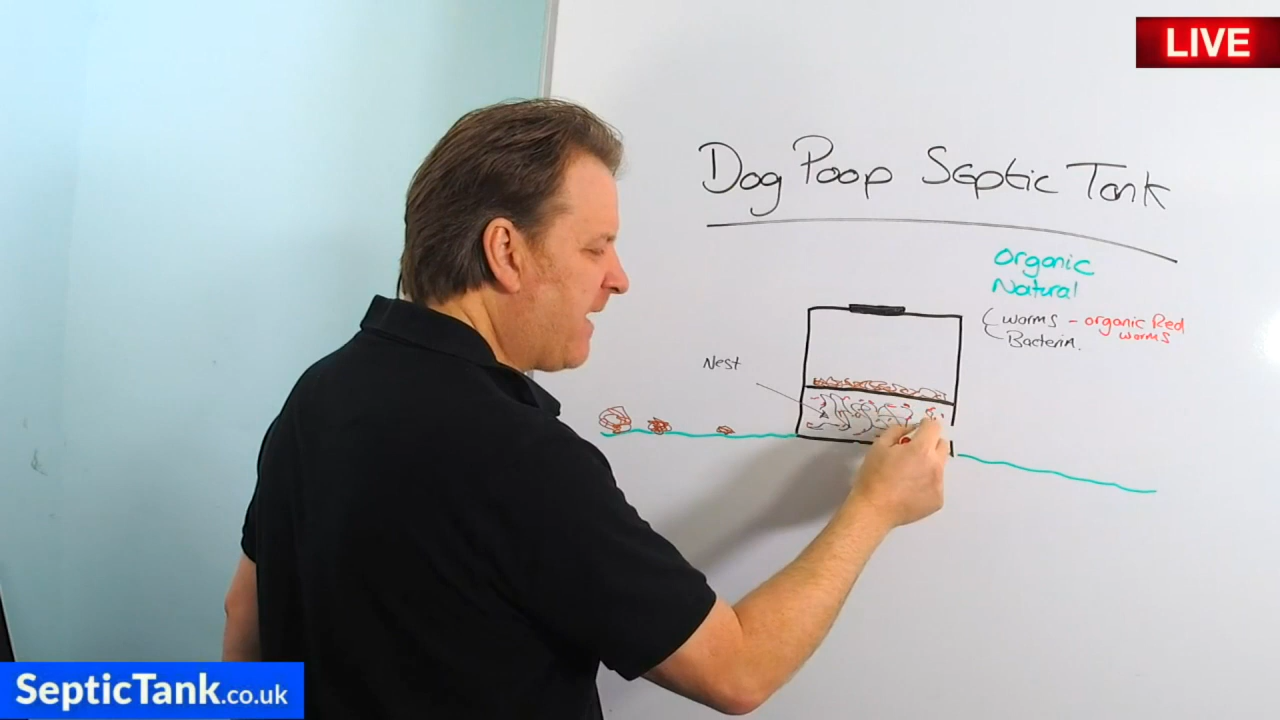 LIVE
Dog Poop Septic Tank
Organic
Natural
worms - organic Red
worms
Bacteria.
Nest
SepticTank.co.uk